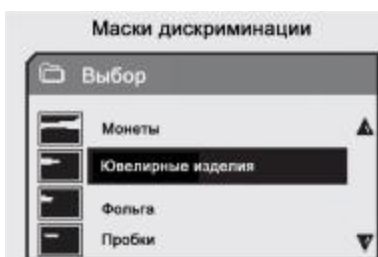 Маски дискриминации
Выбор
Монеты
Ювелирные изделия
Фольга
Пробки